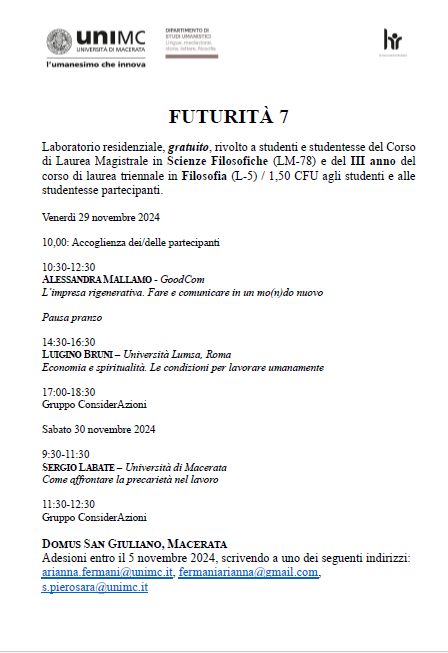 unimc
UNIVERSITÀ DI MACERATA
l'umanesimo che innova
DIPARTIMENTO DI
STUDI UMANISTICI
Lingue, mediazione,
storia, lettere, filosofia
hr
FUTURITÀ 7
Laboratorio residenziale, gratuito, rivolto a studenti e studentesse del Corso
di Laurea Magistrale in Scienze Filosofiche (LM-78) e del III anno del
corso di laurea triennale in Filosofia (L-5) / 1,50 CFU agli studenti e alle
studentesse partecipanti.
Venerdì 29 novembre 2024
10,00: Accoglienza dei/delle partecipanti
10:30-12:30
ALESSANDRA MALLAMO - GoodCom
L'impresa rigenerativa. Fare e comunicare in un mo(n)do nuovo
Pausa pranzo
14:30-16:30
LUIGINO BRUNI – Università Lumsa, Roma
Economia e spiritualità. Le condizioni per lavorare umanamente
17:00-18:30
Gruppo ConsiderAzioni
Sabato 30 novembre 2024
9:30-11:30
SERGIO LABATE – Università di Macerata
Come affrontare la precarietà nel lavoro
11:30-12:30
Gruppo ConsiderAzioni
DOMUS SAN GIULIANO, MACERATA
Adesioni entro il 5 novembre 2024, scrivendo a uno dei seguenti indirizzi:
arianna.fermani@unimc.it, fermaniarianna@gmail.com,
s.pierosara@unimc.it